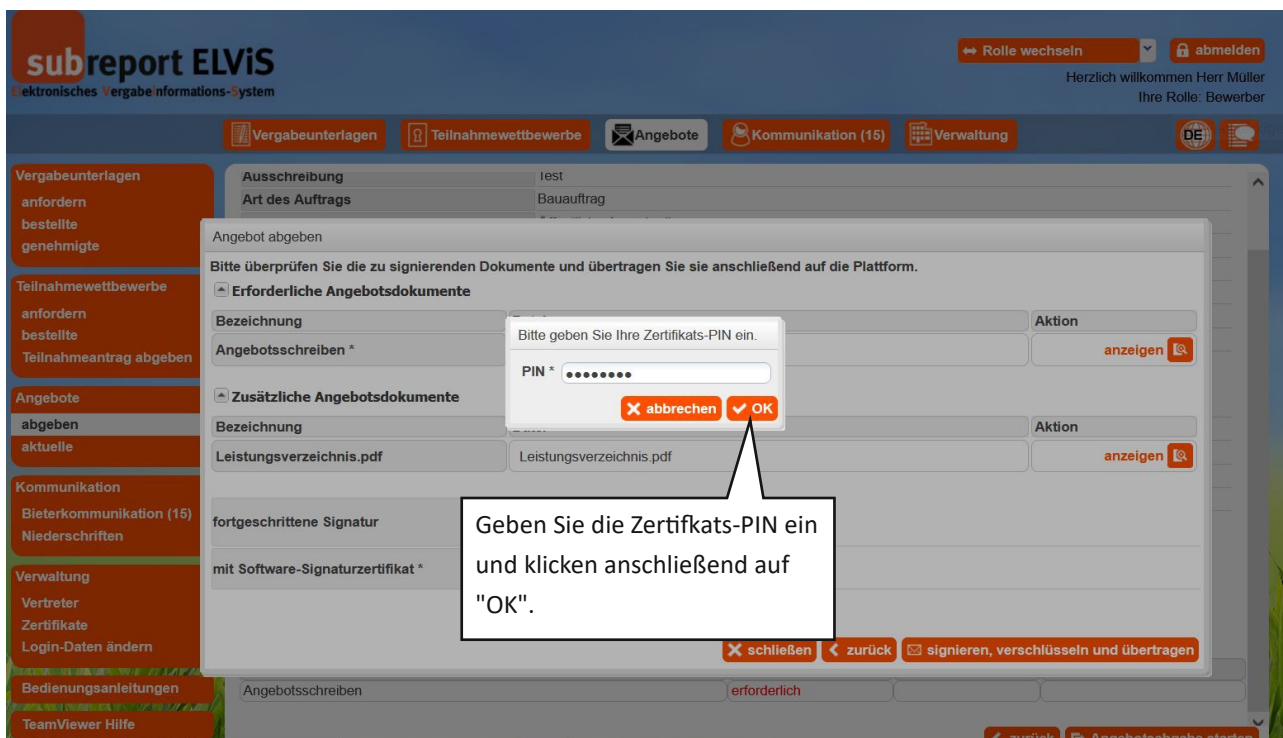 subreport ELViS
Elektronisches Vergabeinformations-System
Rolle wechseln
abmelden
Herzlich willkommen Herr Müller
Ihre Rolle: Bewerber
Vergabeunterlagen
Teilnahmewettbewerbe
Angebote
Kommunikation (15)
Verwaltung
DE
Vergabeunterlagen
anfordern
bestellte
genehmigte
Teilnahmewettbewerbe
anfordern
bestellte
Teilnahmeantrag abgeben
Angebote
abgeben
aktuelle
Kommunikation
Bieterkommunikation (15)
Niederschriften
Verwaltung
Vertreter
Zertifikate
Login-Daten ändern
Bedienungsanleitungen
TeamViewer Hilfe
Ausschreibung Test
Art des Auftrags Bauauftrag
Angebot abgeben
Bitte überprüfen Sie die zu signierenden Dokumente und übertragen Sie sie anschließend auf die Plattform.
Erforderliche Angebotsdokumente
Bezeichnung Aktion
Angebotsschreiben * anzeigen
Zusätzliche Angebotsdokumente
Bezeichnung Aktion
Leistungsverzeichnis.pdf Leistungsverzeichnis.pdf anzeigen
fortgeschrittene Signatur
mit Software-Signaturzertifikat *
Bitte geben Sie Ihre Zertifikats-PIN ein.
PIN * ••••••••
abbrechen OK
Geben Sie die Zertifkats-PIN ein
und klicken anschließend auf
"OK".
schließen zurück signieren, verschlüsseln und übertragen
Angebotsschreiben erforderlich
zurück Angebotsabgabe starten